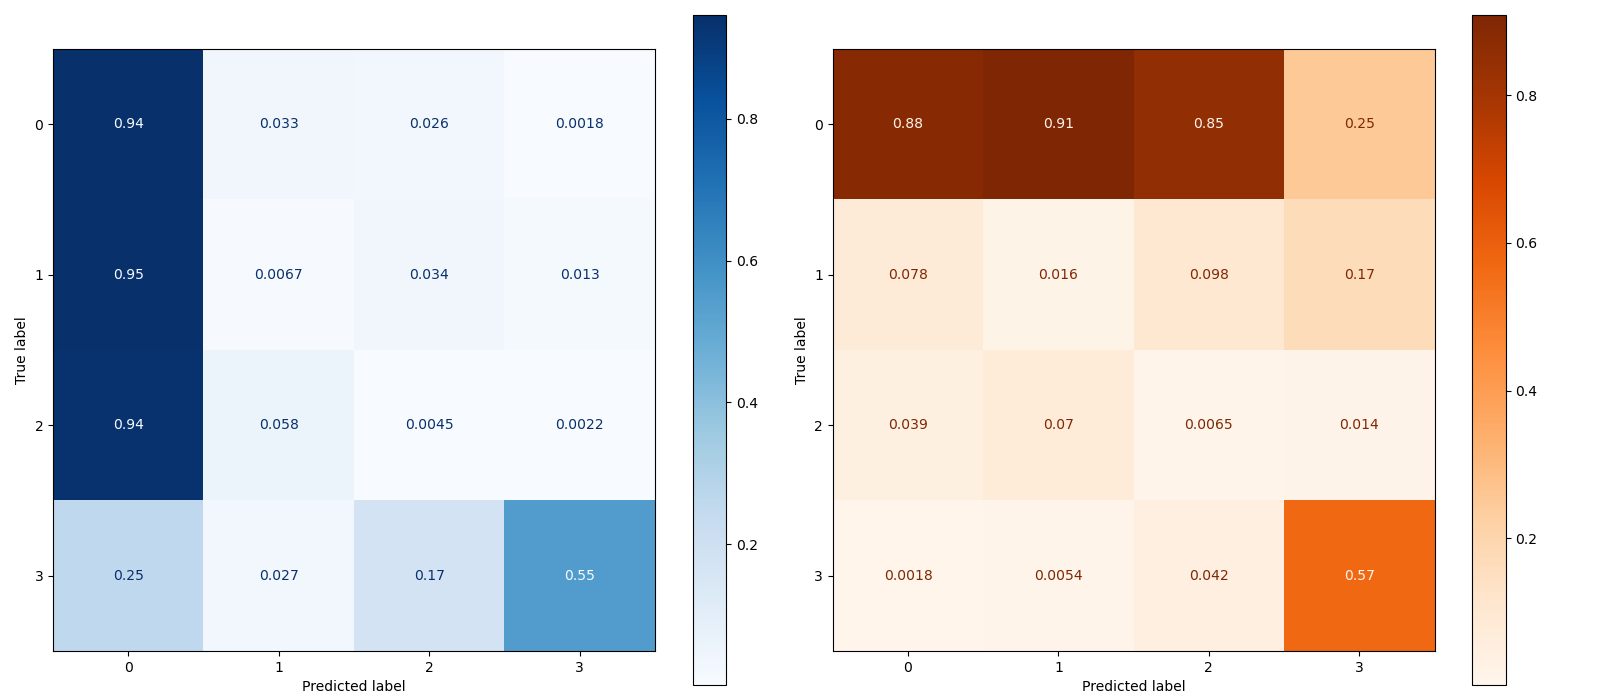 0.94 0.033 0.026 0.0018
0.95 0.0067 0.034 0.013
0.94 0.058 0.0045 0.0022
0.25 0.027 0.17 0.55
0
1
2
3
True label
0 1 2 3
Predicted label
0.8
0.6
0.4
0.2
0.88 0.91 0.85 0.25
0.078 0.016 0.098 0.17
0.039 0.07 0.0065 0.014
0.0018 0.0054 0.042 0.57
0
1
2
3
True label
0 1 2 3
Predicted label
0.8
0.6
0.4
0.2